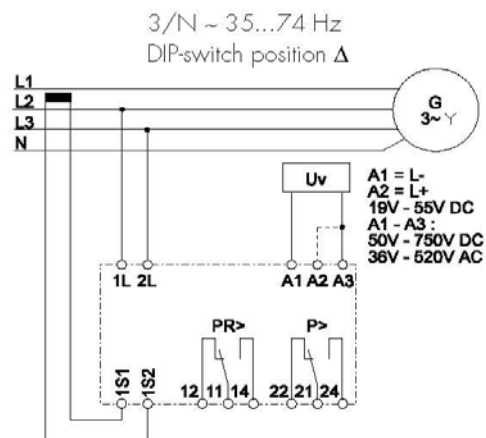 3/N ~ 35...74 Hz
DIP-switch position Δ
L1
L2
L3
N
G
3~ Y
Uv
A1 = L-
A2 = L+
19V - 55V DC
A1 - A3 :
50V - 750V DC
36V - 520V AC
1L 2L
A1 A2 A3
PR> P>
1S1 1S2
12 11 14 22 21 24